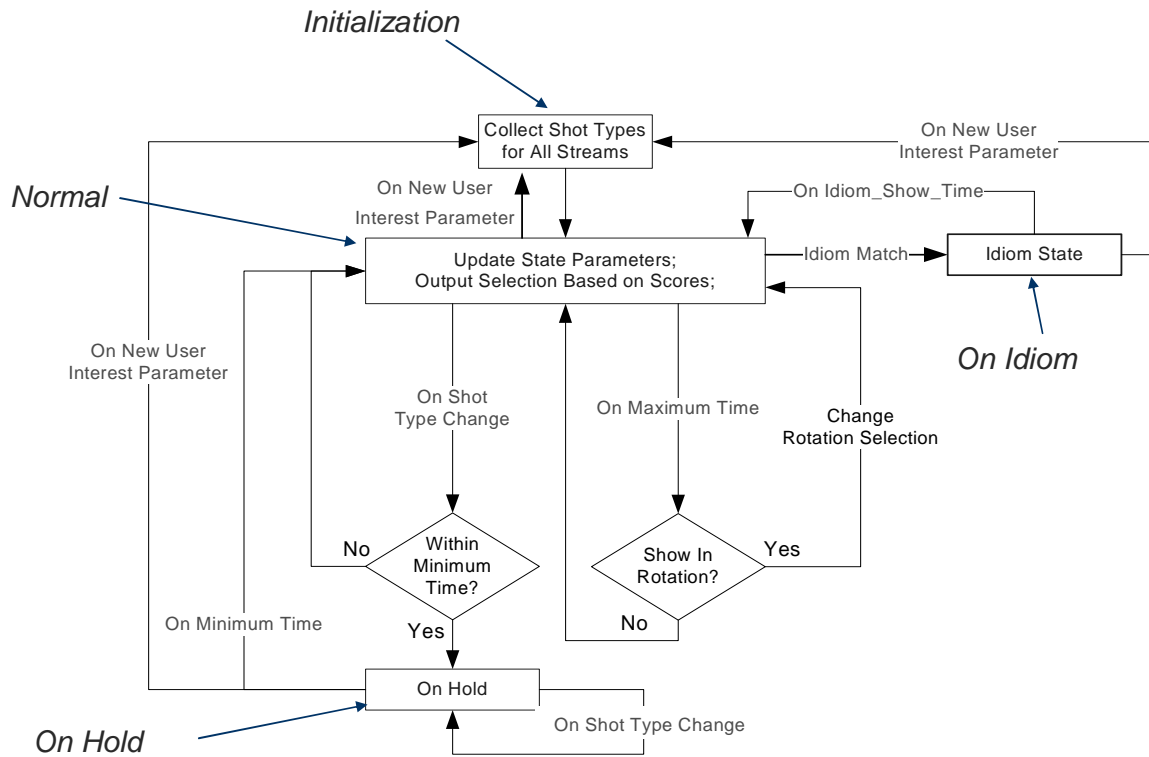 Initialization
Collect Shot Types
for All Streams
On New User
Interest Parameter
On New User
Interest Parameter
On Idiom_Show_Time
Normal
Update State Parameters;
Output Selection Based on Scores;
Idiom Match
Idiom State
On Idiom
On New User
Interest Parameter
On Shot
Type Change
On Maximum Time
Change
Rotation Selection
No
Within
Minimum
Time?
Show In
Rotation?
Yes
On Minimum Time
Yes
No
On Hold
On Shot Type Change
On Hold